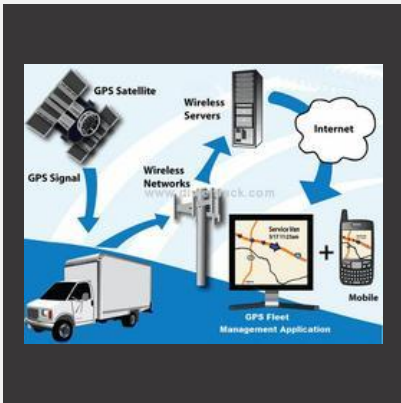 GPS Satellite
Wireless
Servers
Internet
GPS Signal
Wireless
Networks
Service Van
+
Mobile
GPS Fleet
Management Application